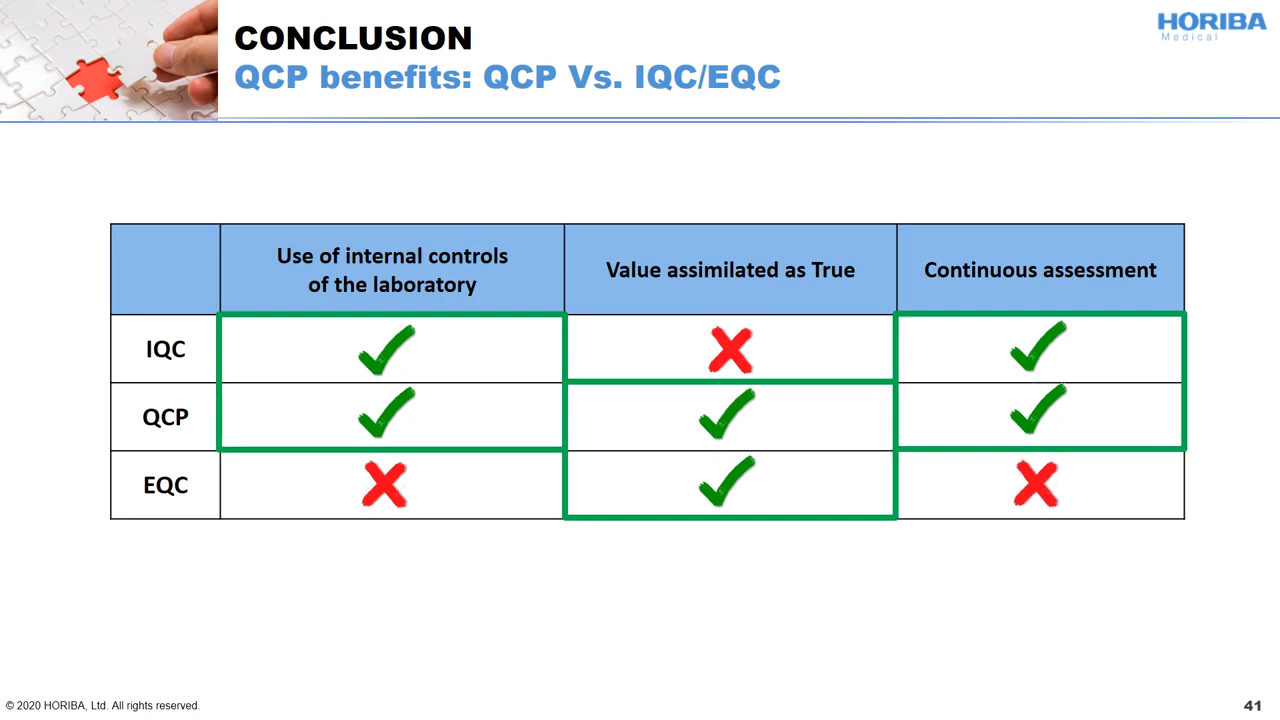 CONCLUSION
QCP benefits: QCP Vs. IQC/EQC
HORIBA
Medical
Use of internal controls
of the laboratory
Value assimilated as True
Continuous assessment
IQC
QCP
EQC
© 2020 HORIBA, Ltd. All rights reserved.
41